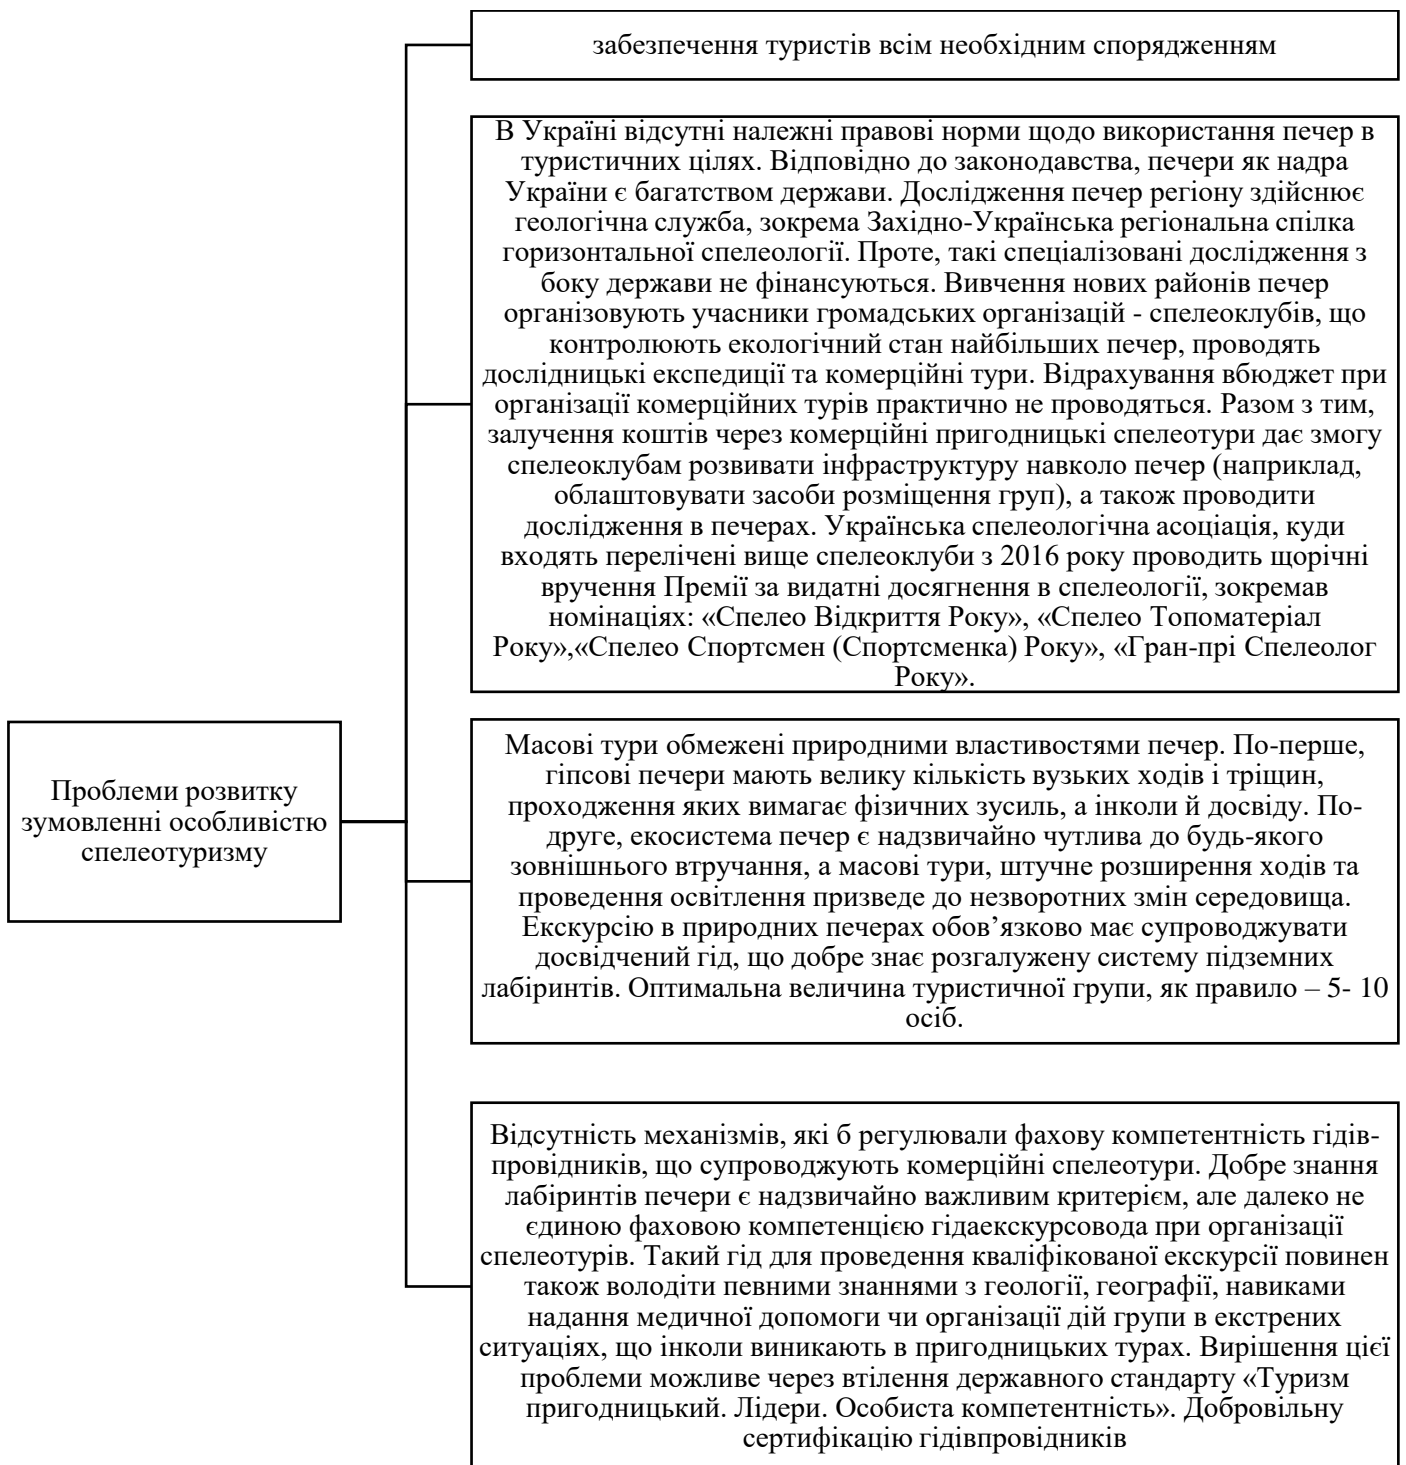 забезпечення туристів всім необхідним спорядженням
В Україні відсутні належні правові норми щодо використання печер в
туристичних цілях. Відповідно до законодавства, печери як надра
України є багатством держави. Дослідження печер регіону здійснює
геологічна служба, зокрема Західно-Українська регіональна спілка
горизонтальної спелеології. Проте, такі спеціалізовані дослідження з
боку держави не фінансуються. Вивчення нових районів печер
організовують учасники громадських організацій - спелеоклубів, що
контролюють екологічний стан найбільших печер, проводять
дослідницькі експедиції та комерційні тури. Відрахування вбюджет при
організації комерційних турів практично не проводяться. Разом з тим,
залучення коштів через комерційні пригодницькі спелеотури дає змогу
спелеоклубам розвивати інфраструктуру навколо печер (наприклад,
облаштовувати засоби розміщення груп), а також проводити
дослідження в печерах. Українська спелеологічна асоціація, куди
входять перелічені вище спелеоклуби з 2016 року проводить щорічні
вручення Премії за видатні досягнення в спелеології, зокремав
номінаціях: «Спелео Відкриття Року», «Спелео Топоматеріал
Року»,«Спелео Спортсмен (Спортсменка) Року», «Гран-прі Спелеолог
Року».
Проблеми розвитку
зумовленні особливістю
спелеотуризму
Масові тури обмежені природними властивостями печер. По-перше,
гіпсові печери мають велику кількість вузьких ходів і тріщин,
проходження яких вимагає фізичних зусиль, а інколи й досвіду. По-
друге, екосистема печер є надзвичайно чутлива до будь-якого
зовнішнього втручання, а масові тури, штучне розширення ходів та
проведення освітлення призведе до незворотних змін середовища.
Екскурсію в природних печерах обов’язково має супроводжувати
досвідчений гід, що добре знає розгалужену систему підземних
лабіринтів. Оптимальна величина туристичної групи, як правило – 5- 10
осіб.
Відсутність механізмів, які б регулювали фахову компетентність гідів-
провідників, що супроводжують комерційні спелеотури. Добре знання
лабіринтів печери є надзвичайно важливим критерієм, але далеко не
єдиною фаховою компетенцією гідаекскурсовода при організації
спелеотурів. Такий гід для проведення кваліфікованої екскурсії повинен
також володіти певними знаннями з геології, географії, навиками
надання медичної допомоги чи організації дій групи в екстрених
ситуаціях, що інколи виникають в пригодницьких турах. Вирішення цієї
проблеми можливе через втілення державного стандарту «Туризм
пригодницький. Лідери. Особиста компетентність». Добровільну
сертифікацію гідівпровідників